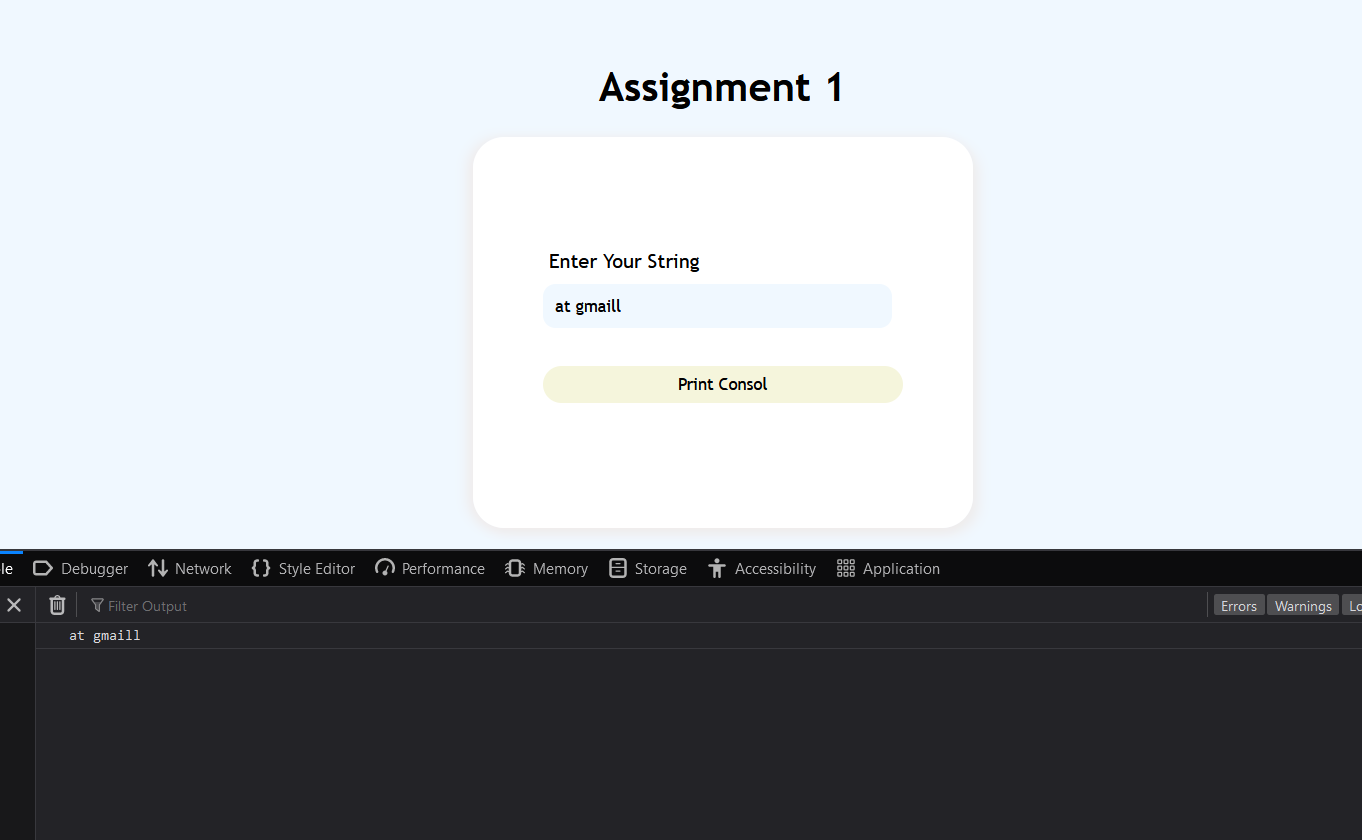 Assignment 1
Enter Your String
at gmaill
Print Consol
le Debugger Network Style Editor Performance Memory Storage Accessibility Application
Filter Output Errors Warnings Lo
at gmaill